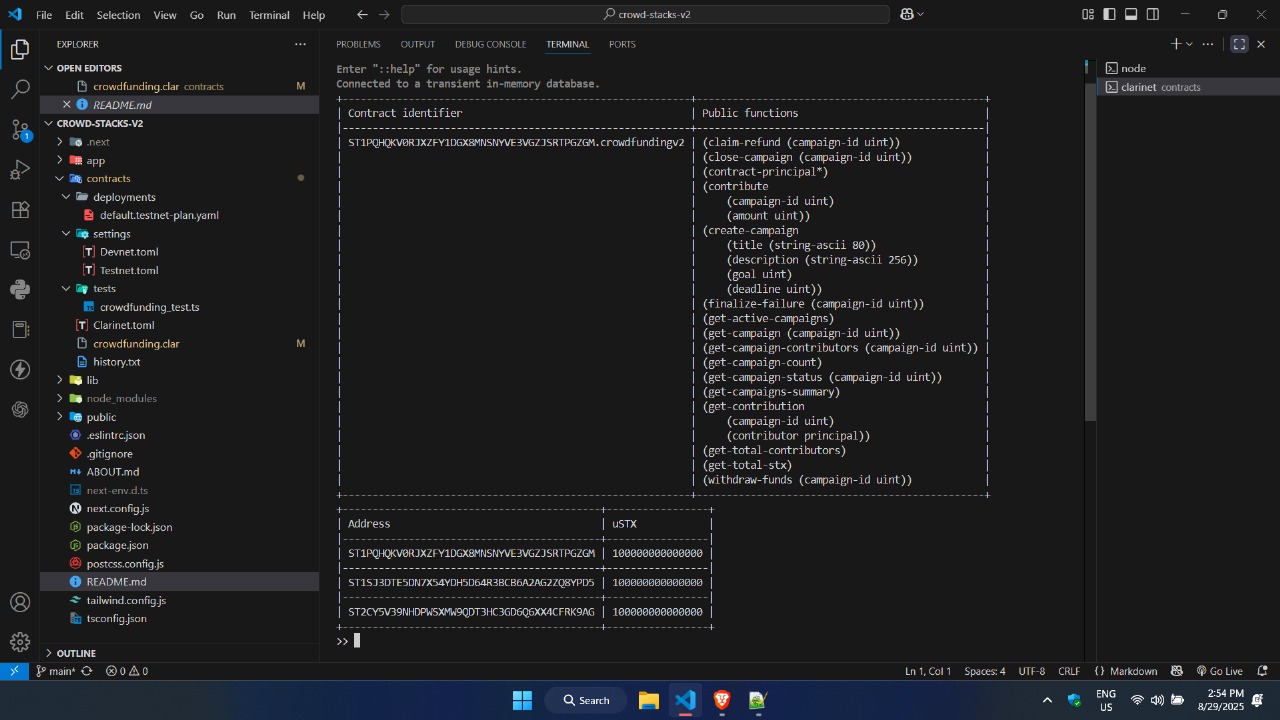 File Edit Selection View Go Run Terminal Help
crowd-stacks-v2
EXPLORER
OPEN EDITORS
crowdfunding.clar contracts M
README.md
CROWD-STACKS-V2
.next
app
contracts
deployments
default.testnet-plan.yaml
settings
Devnet.toml
Testnet.toml
tests
crowdfunding_test.ts
Clarinet.toml
crowdfunding.clar M
history.txt
lib
node_modules
public
.eslintrc.json
.gitignore
ABOUT.md
next-env.d.ts
next.config.js
package-lock.json
package.json
postcss.config.js
README.md
tailwind.config.js
tsconfig.json
OUTLINE
PROBLEMS OUTPUT DEBUG CONSOLE TERMINAL PORTS
Enter "::help" for usage hints.
Connected to a transient in-memory database.
Contract identifier | Public functions
ST1PQHQKV0RJXZFY1DGX8MNSNYVE3VGZJSRTPGZGM.crowdfundingv2 | (claim-refund (campaign-id uint))
(close-campaign (campaign-id uint))
(contract-principal*)
(contribute
(campaign-id uint)
(amount uint))
(create-campaign
(title (string-ascii 80))
(description (string-ascii 256))
(goal uint)
(deadline uint))
(finalize-failure (campaign-id uint))
(get-active-campaigns)
(get-campaign (campaign-id uint))
(get-campaign-contributors (campaign-id uint))
(get-campaign-count)
(get-campaign-status (campaign-id uint))
(get-campaigns-summary)
(get-contribution
(campaign-id uint)
(contributor principal))
(get-total-contributors)
(get-total-stx)
(withdraw-funds (campaign-id uint))
Address | uSTX
ST1PQHQKV0RJXZFY1DGX8MNSNYVE3VGZJSRTPGZGM | 100000000000000
ST1SJ3DTE5DN7X54YDH5D64R3BCB6A2AG2ZQ8YPD5 | 100000000000000
ST2CY5V39NHDPWSXMW9QDT3HC3GD6Q6XX4CFRK9AG | 100000000000000
>>
node
clarinet contracts
main* 0 0
Ln 1, Col 1 Spaces: 4 UTF-8 CRLF {} Markdown Go Live
1
Search
ENG
US
2:54 PM
8/29/2025